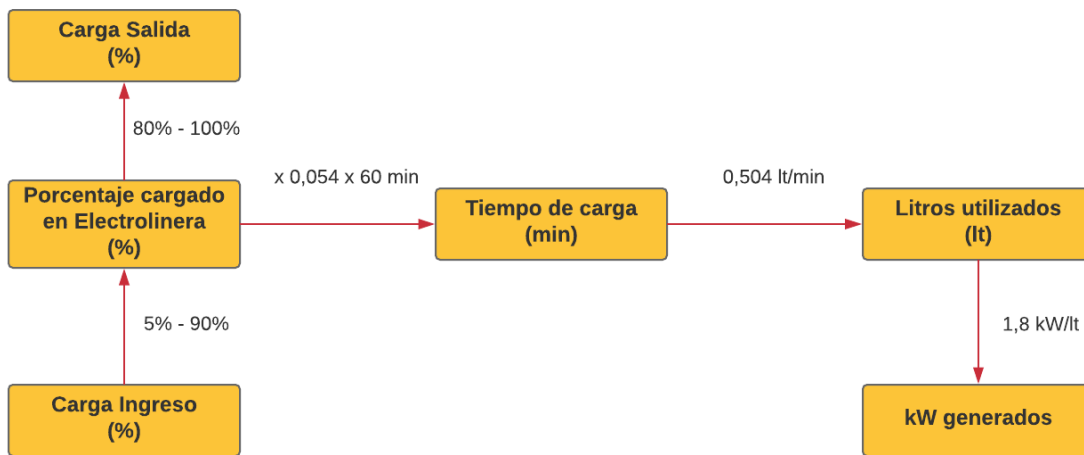 Carga Salida
(%)
80% - 100%
Porcentaje cargado
en Electrolinera
(%)
x 0,054 x 60 min
Tiempo de carga
(min)
0,504 lt/min
Litros utilizados
(lt)
5% - 90%
1,8 kW/lt
Carga Ingreso
(%)
kW generados